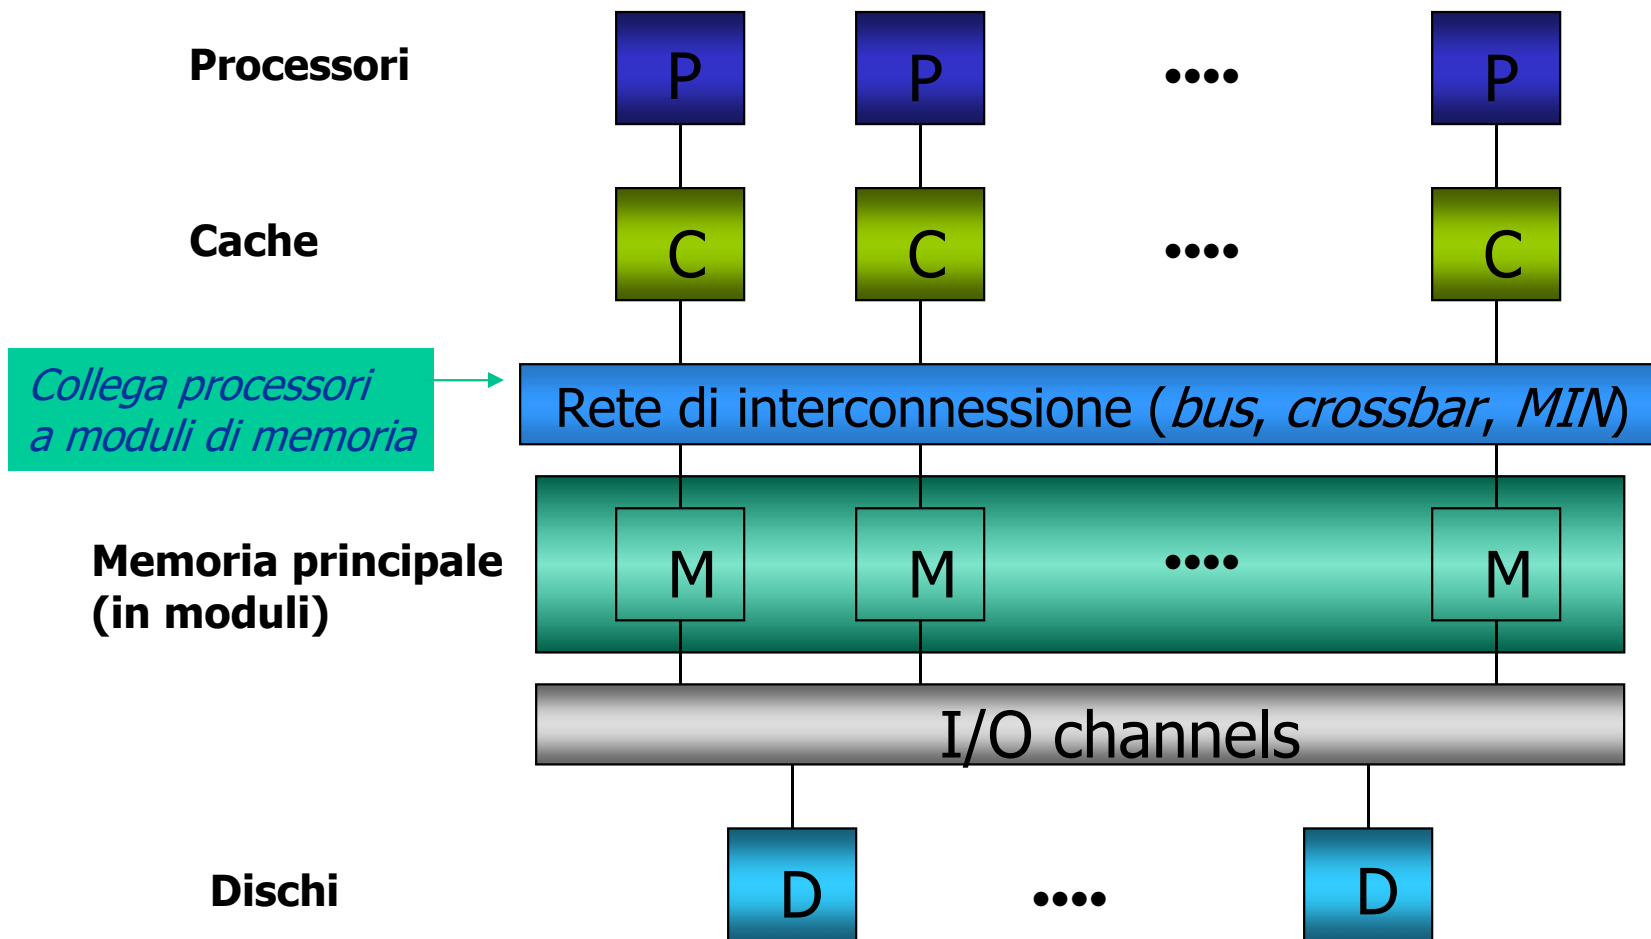 Processori
P
P
••••
P
Cache
C
C
••••
C
Collega processori
a moduli di memoria
Rete di interconnessione (bus, crossbar, MIN)
Memoria principale
(in moduli)
M
M
••••
M
I/O channels
Dischi
D
••••
D